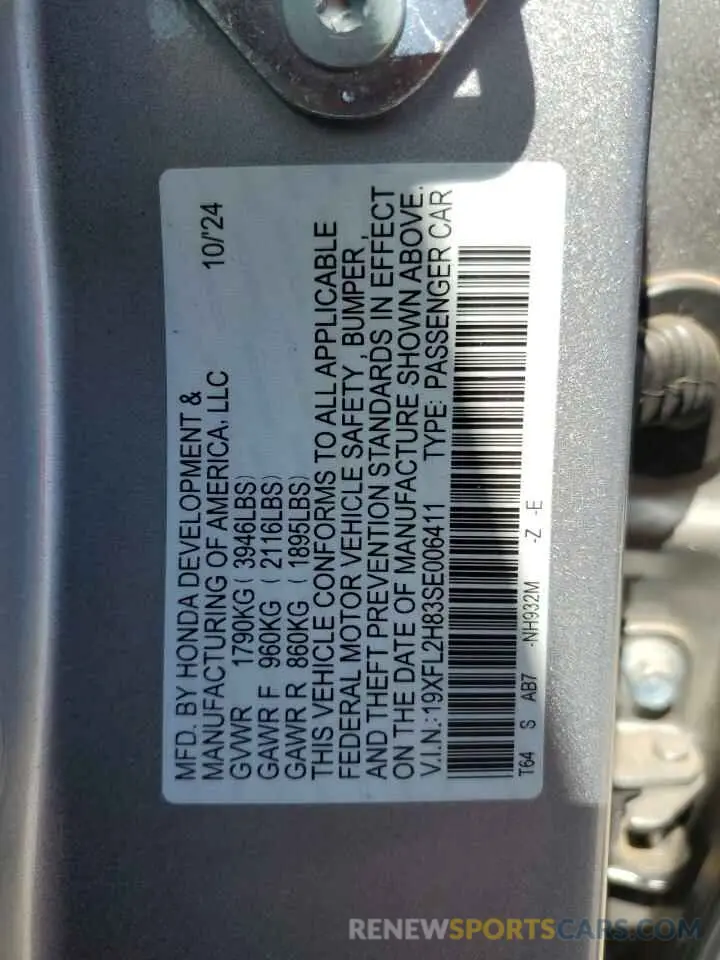 MFD. BY HONDA DEVELOPMENT &
MANUFACTURING OF AMERICA, LLC 10/'24
GVWR 1790KG ( 3946LBS)
GAWR F 960KG ( 2116LBS)
GAWR R 860KG ( 1895LBS)
THIS VEHICLE CONFORMS TO ALL APPLICABLE
FEDERAL MOTOR VEHICLE SAFETY, BUMPER,
AND THEFT PREVENTION STANDARDS IN EFFECT
ON THE DATE OF MANUFACTURE SHOWN ABOVE.
V.I.N.: 19XFL2H83SE006411 TYPE: PASSENGER CAR
T64 S AB7 -NH932M -Z -E
RENEWSPORTSCARS.COM